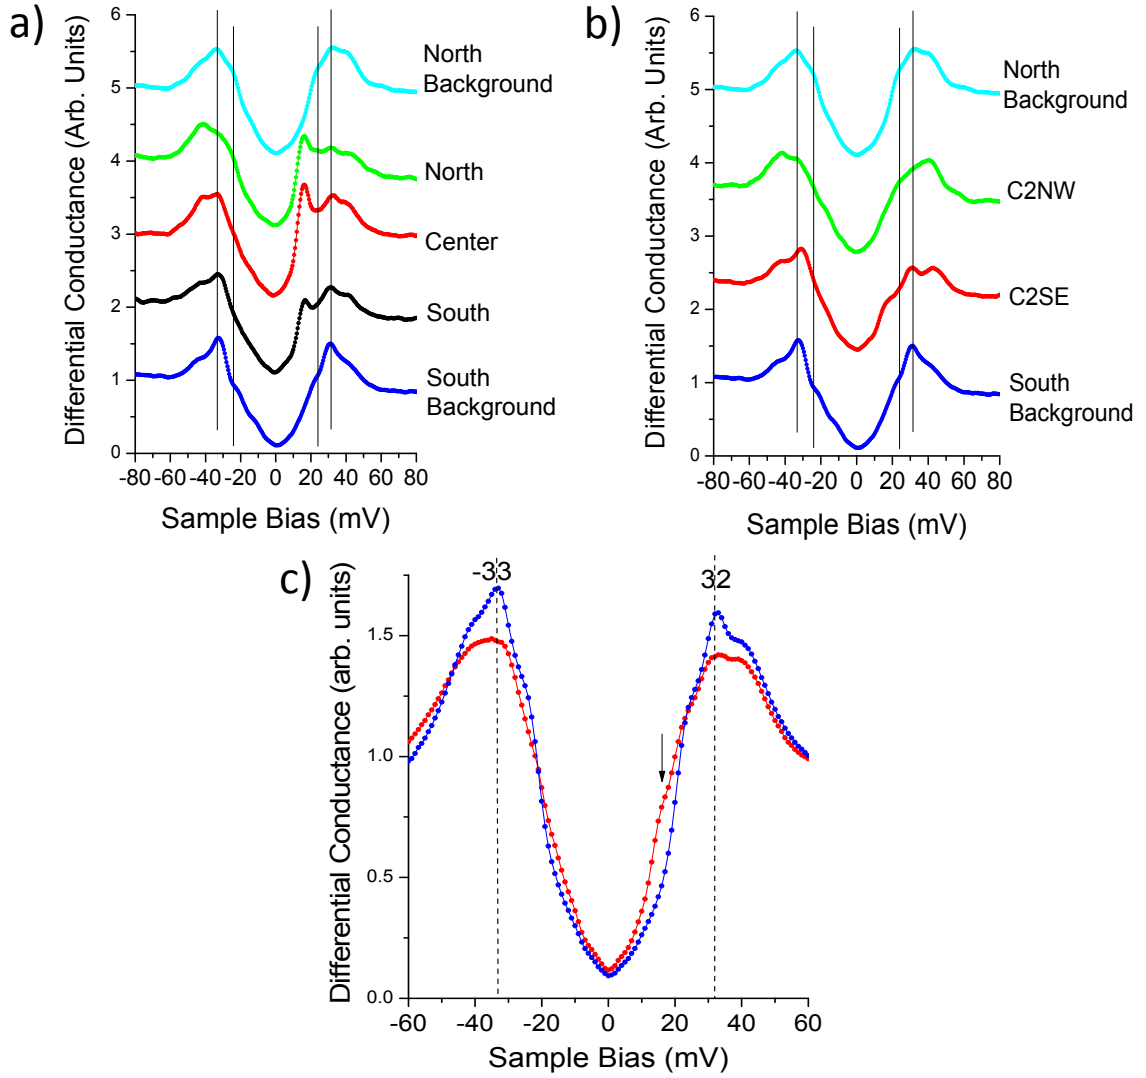 a)
Differential Conductance (Arb. Units)
6
5
4
3
2
1
0
North
Background
North
Center
South
South
Background
-80 -60 -40 -20 0 20 40 60 80
Sample Bias (mV)
b)
Differential Conductance (Arb. Units)
6
5
4
3
2
1
0
North
Background
C2NW
C2SE
South
Background
-80 -60 -40 -20 0 20 40 60 80
Sample Bias (mV)
c)
Differential Conductance (arb. units)
-33
32
1.5
1.0
0.5
0.0
-60 -40 -20 0 20 40 60
Sample Bias (mV)